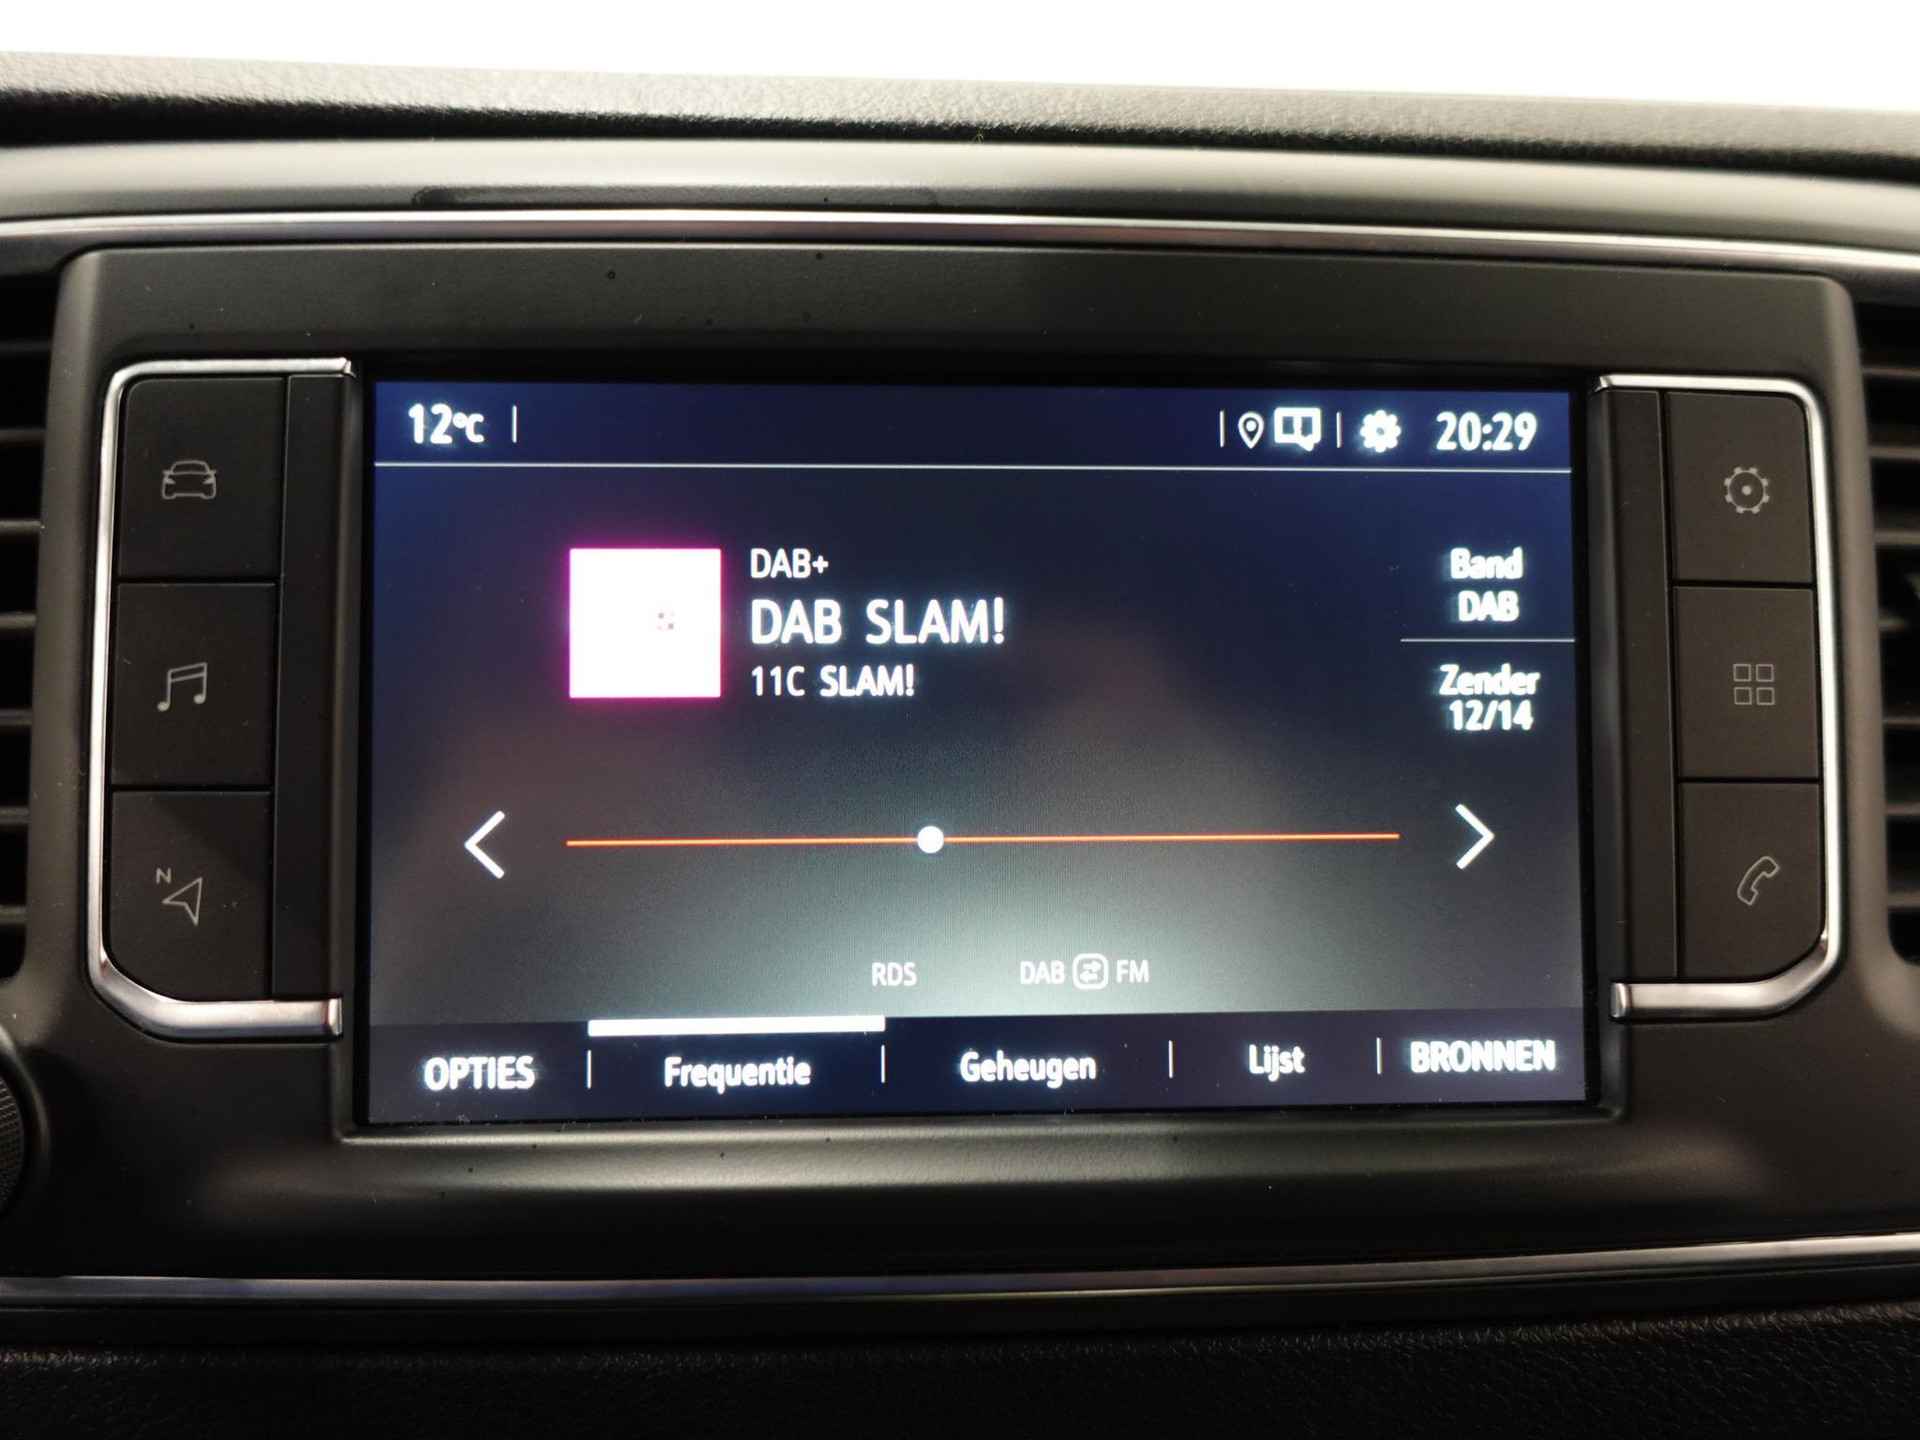 12°C
20:29
DAB+
DAB SLAM!
11C SLAM!
Band
DAB
Zender
12/14
N
RDS
DAB FM
OPTIES
Frequentie
Geheugen
Lijst
BRONNEN